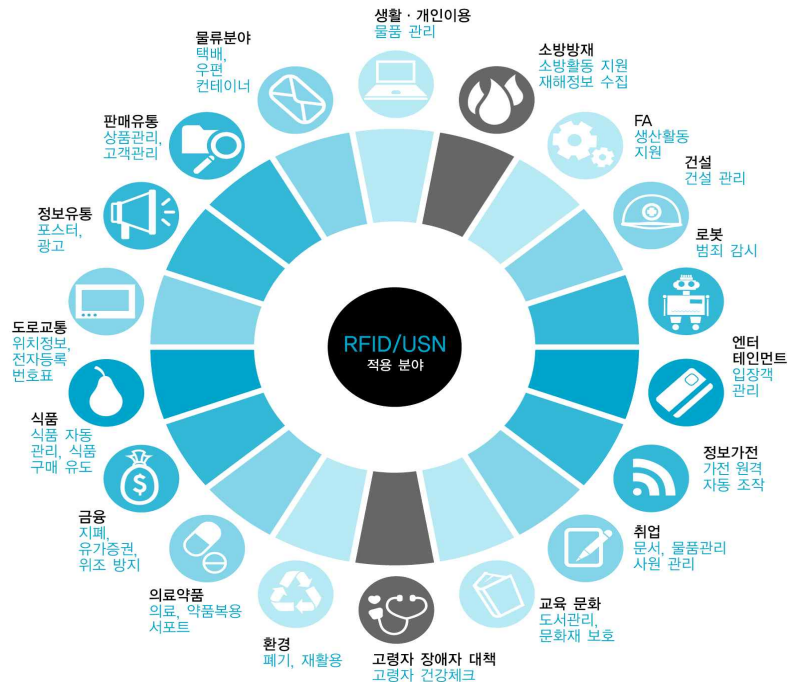 생활 · 개인이용
물품 관리
소방방재
소방활동 지원
재해정보 수집
FA
생산활동
지원
건설
건설 관리
로봇
범죄 감시
엔터
테인먼트
입장객
관리
정보가전
가전 원격
자동 조작
취업
문서, 물품관리
사원 관리
교육 문화
도서관리,
문화재 보호
고령자 장애자 대책
고령자 건강체크
환경
폐기, 재활용
의료약품
의료, 약품복용
서포트
금융
지폐,
유가증권,
위조 방지
$
식품
식품 자동
관리, 식품
구매 유도
도로교통
위치정보,
전자등록
번호표
정보유통
포스터,
광고
판매유통
상품관리,
고객관리
물류분야
택배,
우편
컨테이너
RFID/USN
적용 분야